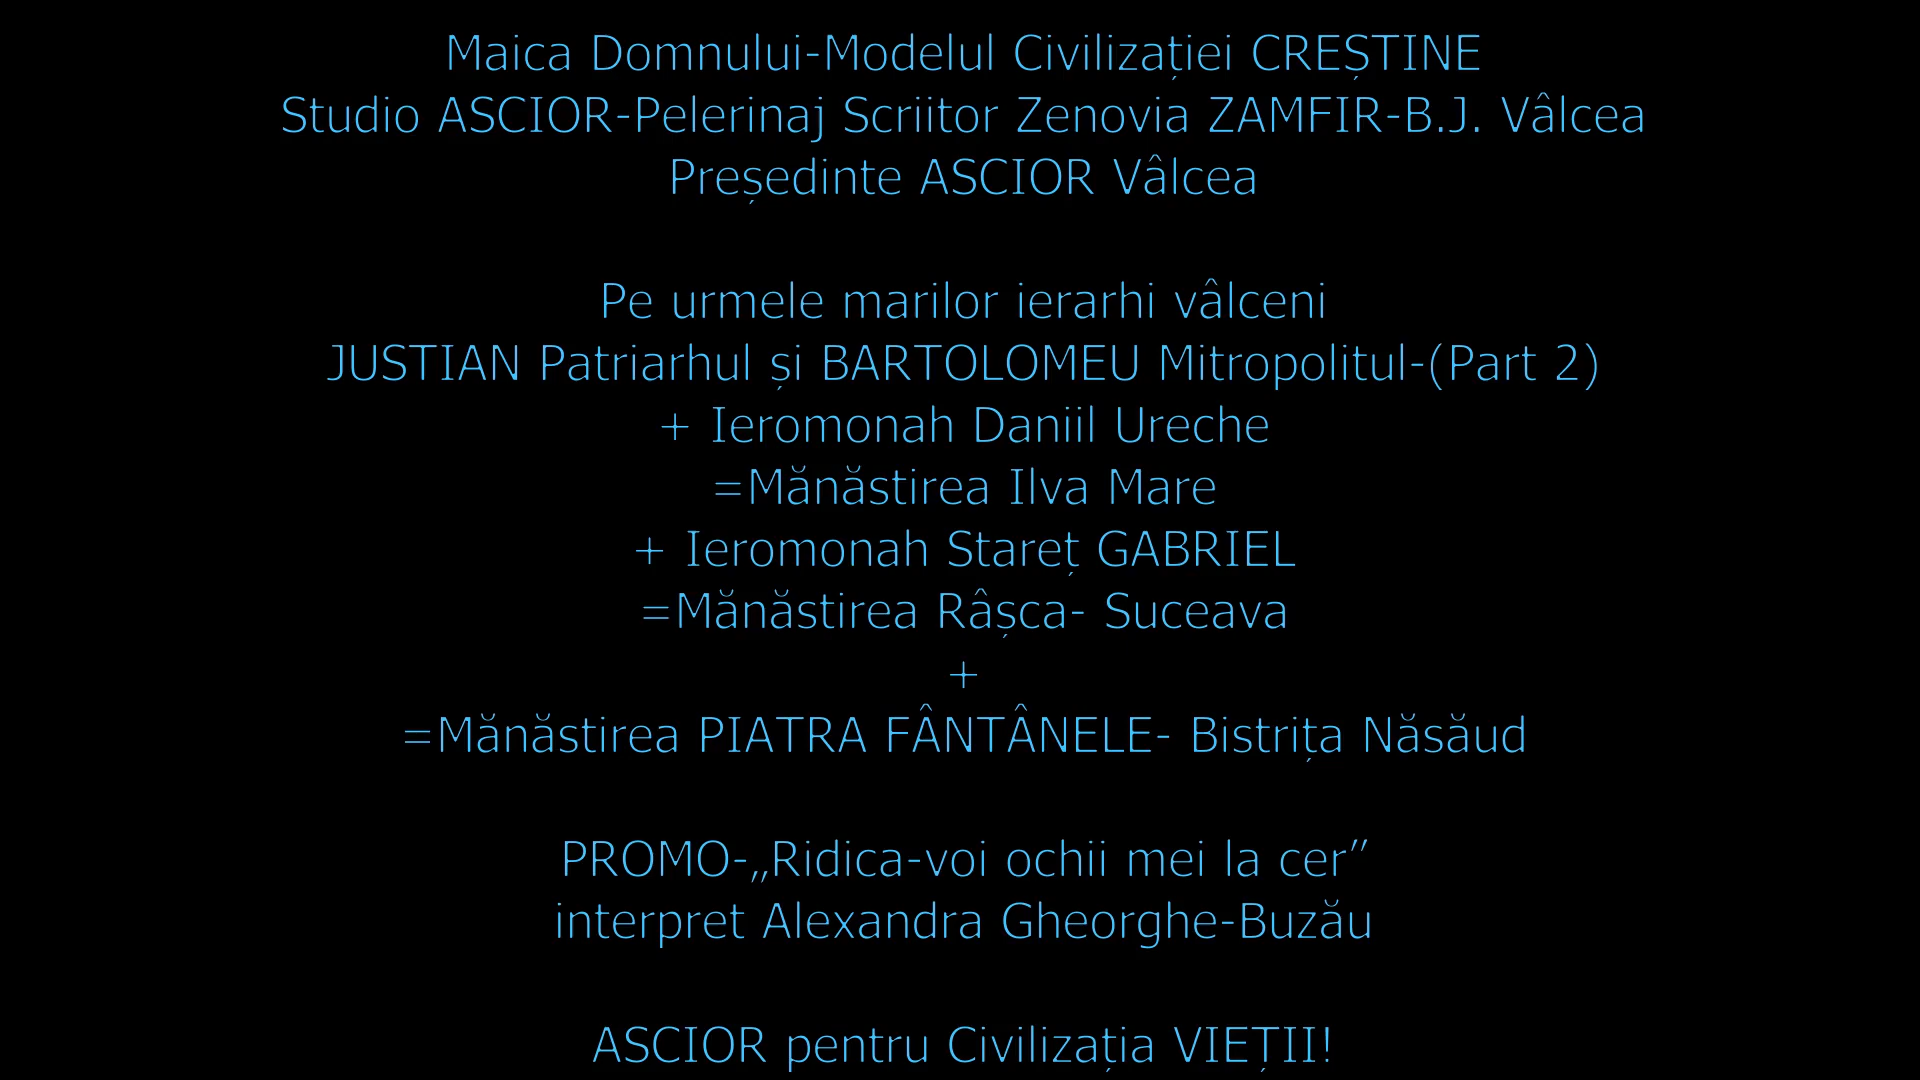 Maica Domnului-Modelul Civilizației CREȘTINE
Studio ASCIOR-Pelerinaj Scriitor Zenovia ZAMFIR-B.J. Vâlcea
Președinte ASCIOR Vâlcea
Pe urmele marilor ierarhi vâlceni
JUSTIAN Patriarhul și BARTOLOMEU Mitropolitul-(Part 2)
+ Ieromonah Daniil Ureche
=Mănăstirea Ilva Mare
+ Ieromonah Stareț GABRIEL
=Mănăstirea Râșca- Suceava
+
=Mănăstirea PIATRA FÂNTÂNELE- Bistrița Năsăud
PROMO-„Ridica-voi ochii mei la cer”
interpret Alexandra Gheorghe-Buzău
ASCIOR pentru Civilizația VIEȚII!